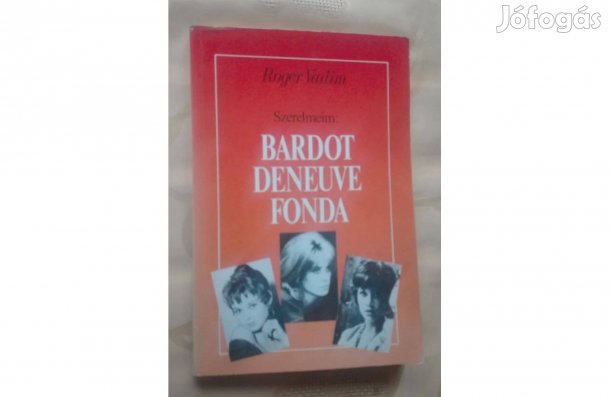 Jófogás
Roger Vadim
Szerelmeim:
BARDOT
DENEUVE
FONDA